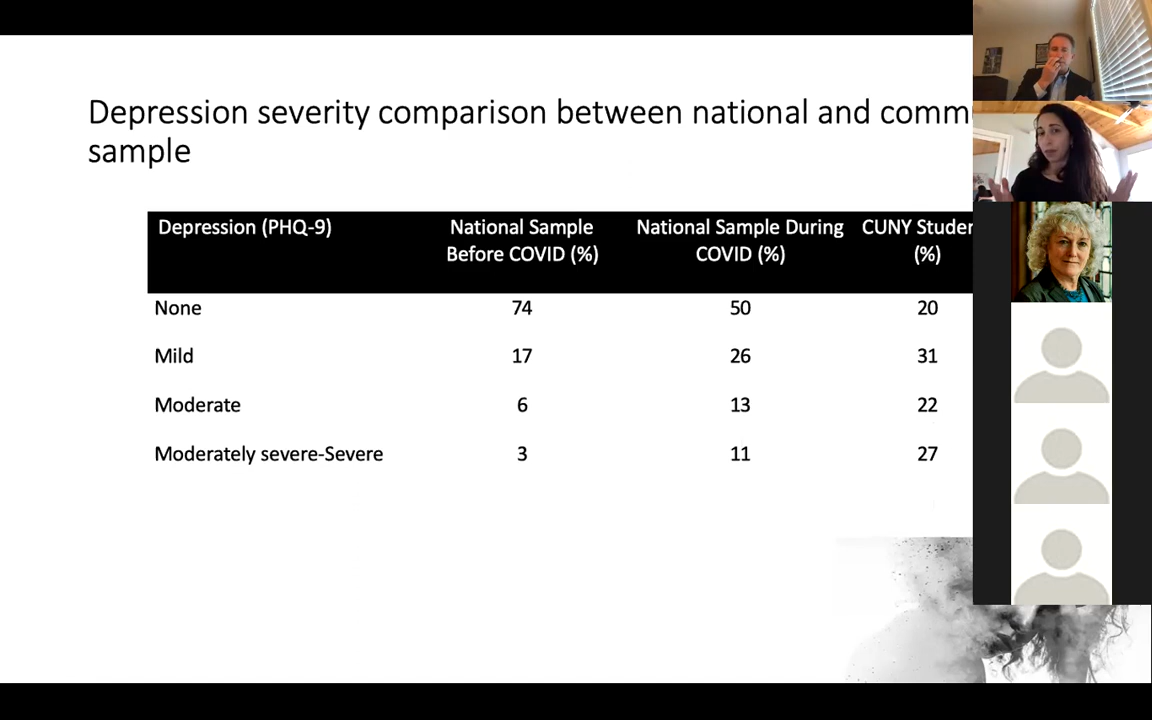 Depression severity comparison between national and comm
sample
Depression (PHQ-9) National Sample Before COVID (%) National Sample During COVID (%) CUNY Studen (%)
None 74 50 20
Mild 17 26 31
Moderate 6 13 22
Moderately severe-Severe 3 11 27